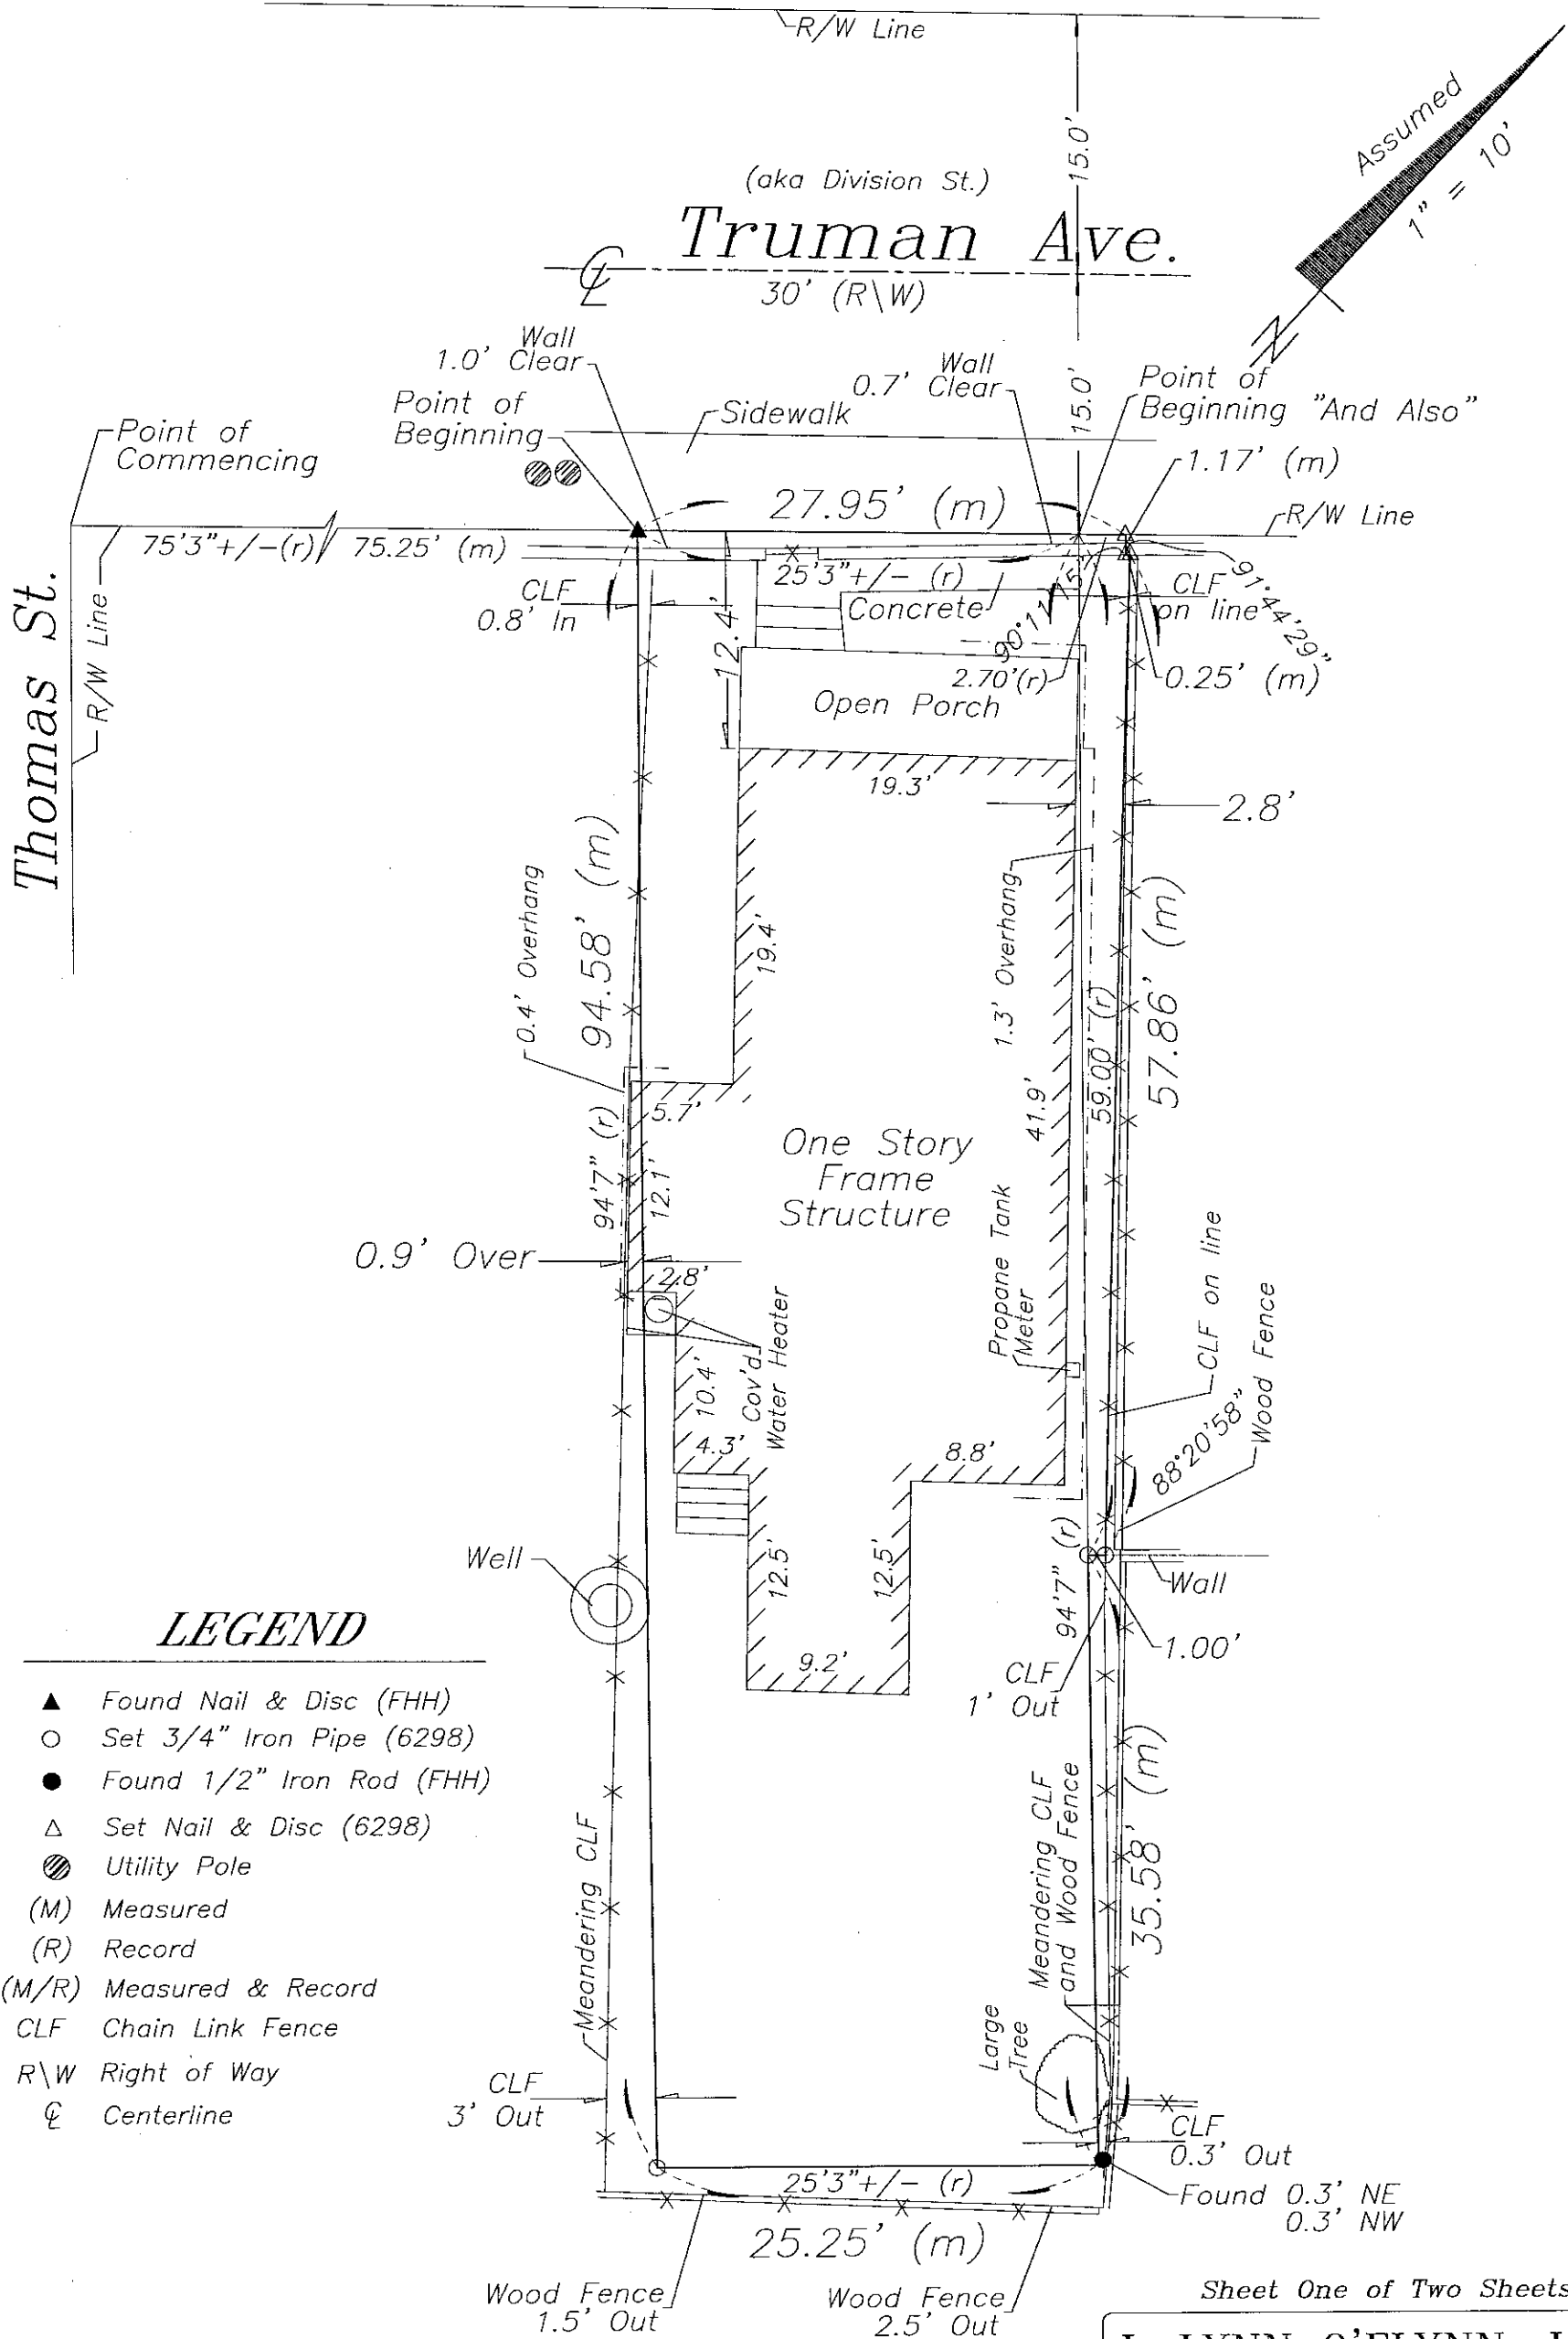 R/W Line
15.0'
Assumed
1" = 10'
(aka Division St.)
Truman Ave.
30' (R\W)
N
Wall
1.0' Clear
Wall
0.7' Clear
15.0'
Point of
Beginning "And Also"
Point of
Beginning
Sidewalk
Point of
Commencing
1.17' (m)
27.95' (m)
R/W Line
75'3"+/-(r)
75.25' (m)
25'3"+/- (r)
CLF
0.8' In
Concrete
CLF
on line
91°44'29"
90°11'15"
12.4'
2.70'(r)
0.25' (m)
Open Porch
Thomas St.
R/W Line
19.3'
2.8'
0.4' Overhang
94.58' (m)
19.4'
1.3' Overhang
59.00' (r)
57.86' (m)
41.9'
5.7'
94'7" (r)
12.1'
One Story
Frame
Structure
0.9' Over
2.8'
Propane Tank
Meter
CLF on line
Wood Fence
88°20'58"
10.4'
Cov'd
Water Heater
4.3'
8.8'
Well
12.5'
12.5'
94'7" (r)
Wall
1.00'
9.2'
CLF
1' Out
LEGEND
Found Nail & Disc (FHH)
Set 3/4" Iron Pipe (6298)
Found 1/2" Iron Rod (FHH)
Set Nail & Disc (6298)
Utility Pole
(M) Measured
(R) Record
(M/R) Measured & Record
CLF Chain Link Fence
R\W Right of Way
℄ Centerline
Meandering CLF
Meandering CLF
and Wood Fence
35.58' (m)
Large
Tree
CLF
3' Out
CLF
0.3' Out
25'3"+/- (r)
Found 0.3' NE
0.3' NW
25.25' (m)
Wood Fence
1.5' Out
Wood Fence
2.5' Out
Sheet One of Two Sheets